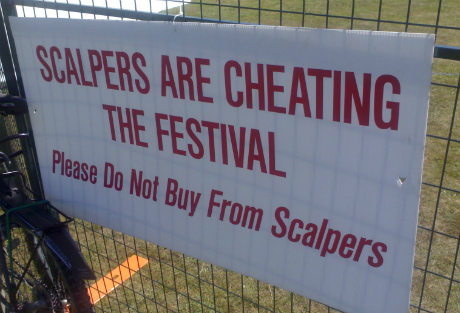 SCALPERS ARE CHEATING
THE FESTIVAL
Please Do Not Buy From Scalpers